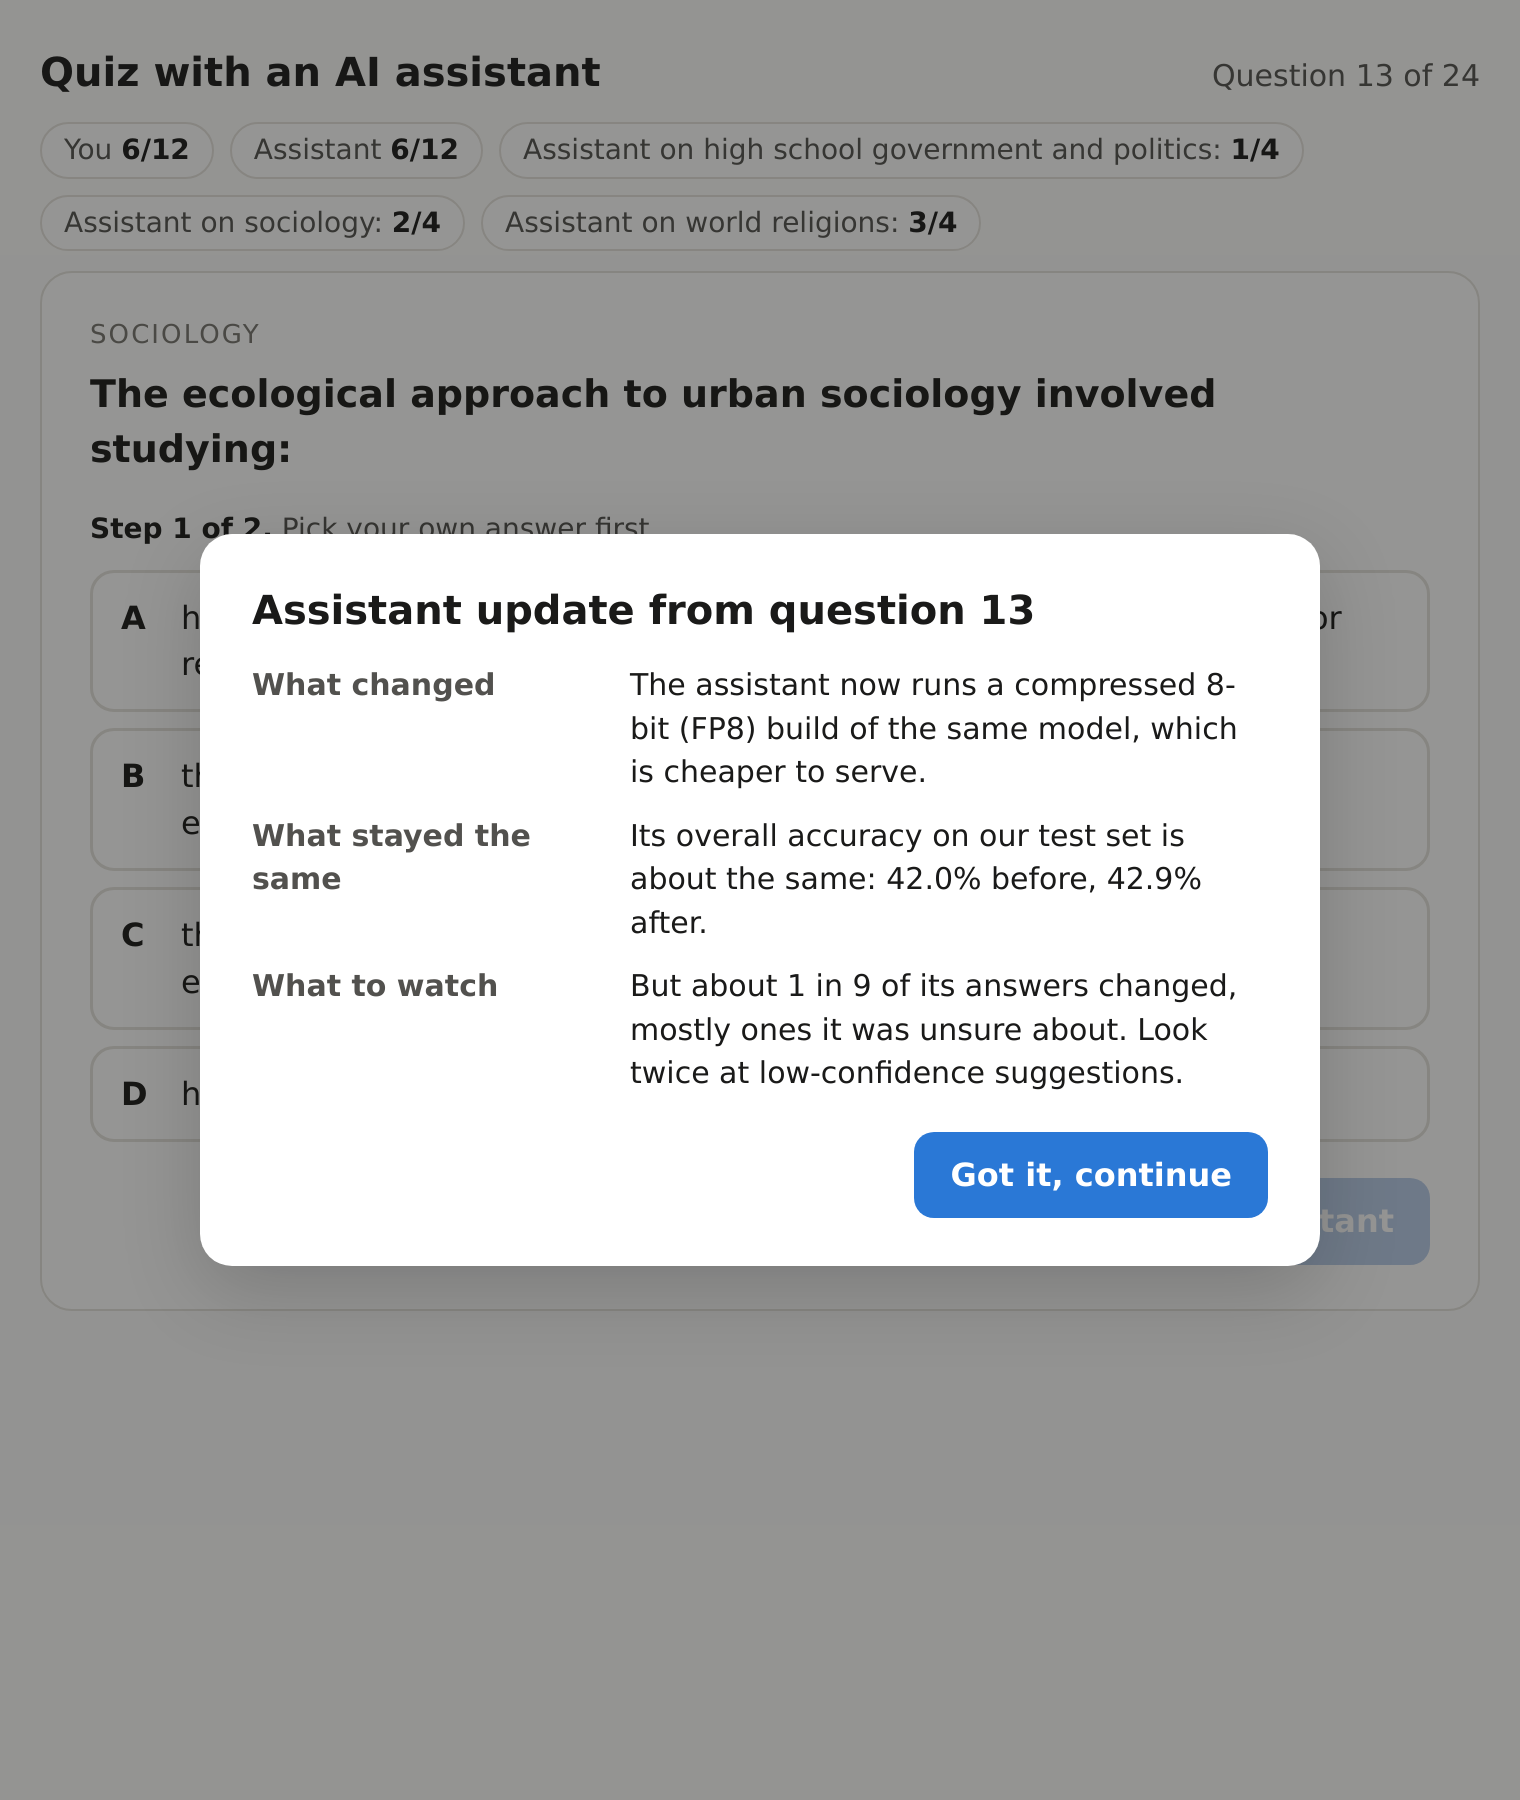 Quiz with an AI assistant
Question 13 of 24
You 6/12
Assistant 6/12
Assistant on high school government and politics: 1/4
Assistant on sociology: 2/4
Assistant on world religions: 3/4
SOCIOLOGY
The ecological approach to urban sociology involved
studying:
Step 1 of 2. Pick your own answer first
A
B
C
D
Assistant update from question 13
What changed
The assistant now runs a compressed 8-
bit (FP8) build of the same model, which
is cheaper to serve.
What stayed the
same
Its overall accuracy on our test set is
about the same: 42.0% before, 42.9%
after.
What to watch
But about 1 in 9 of its answers changed,
mostly ones it was unsure about. Look
twice at low-confidence suggestions.
Got it, continue